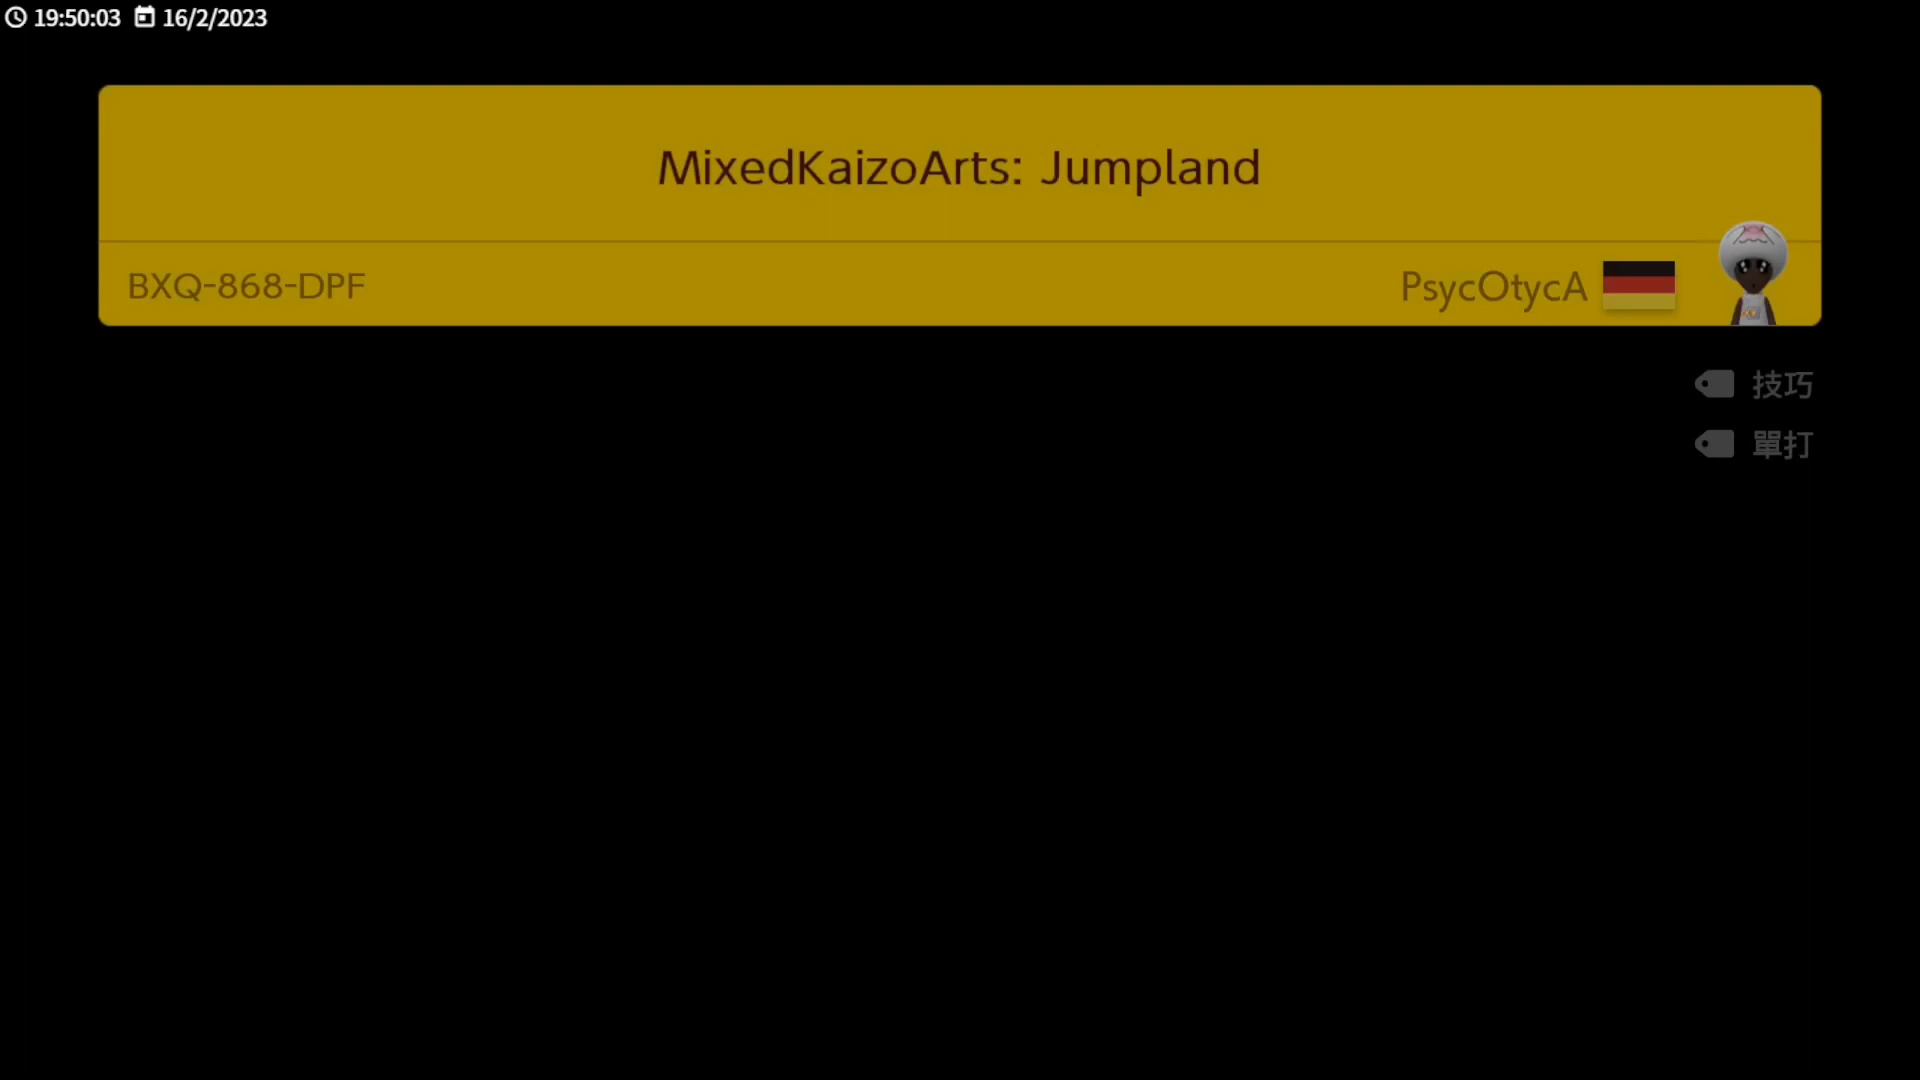 19:50:03 16/2/2023
MixedKaizoArts: Jumpland
BXQ-868-DPF
PsycOtycA
技巧
單打